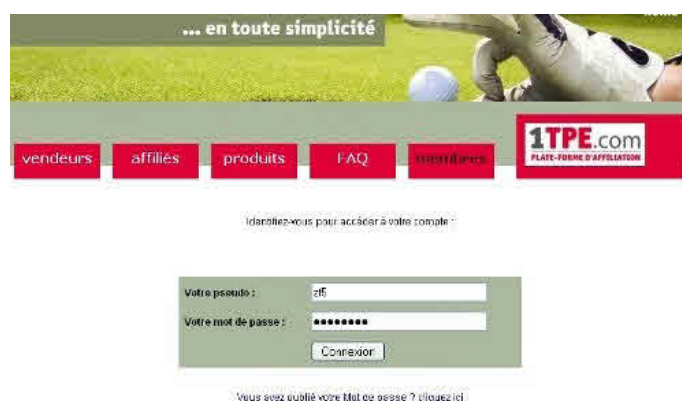 ... en toute simplicité
vendeurs affiliés produits FAQ membres
1TPE.com
PLATE-FORME D'AFFILIATION
Identifiez-vous pour accéder à votre compte :
Votre pseudo : zf5
Votre mot de passe : ••••••••
Connexion
Vous avez oublié votre Mot de passe ? cliquez ici